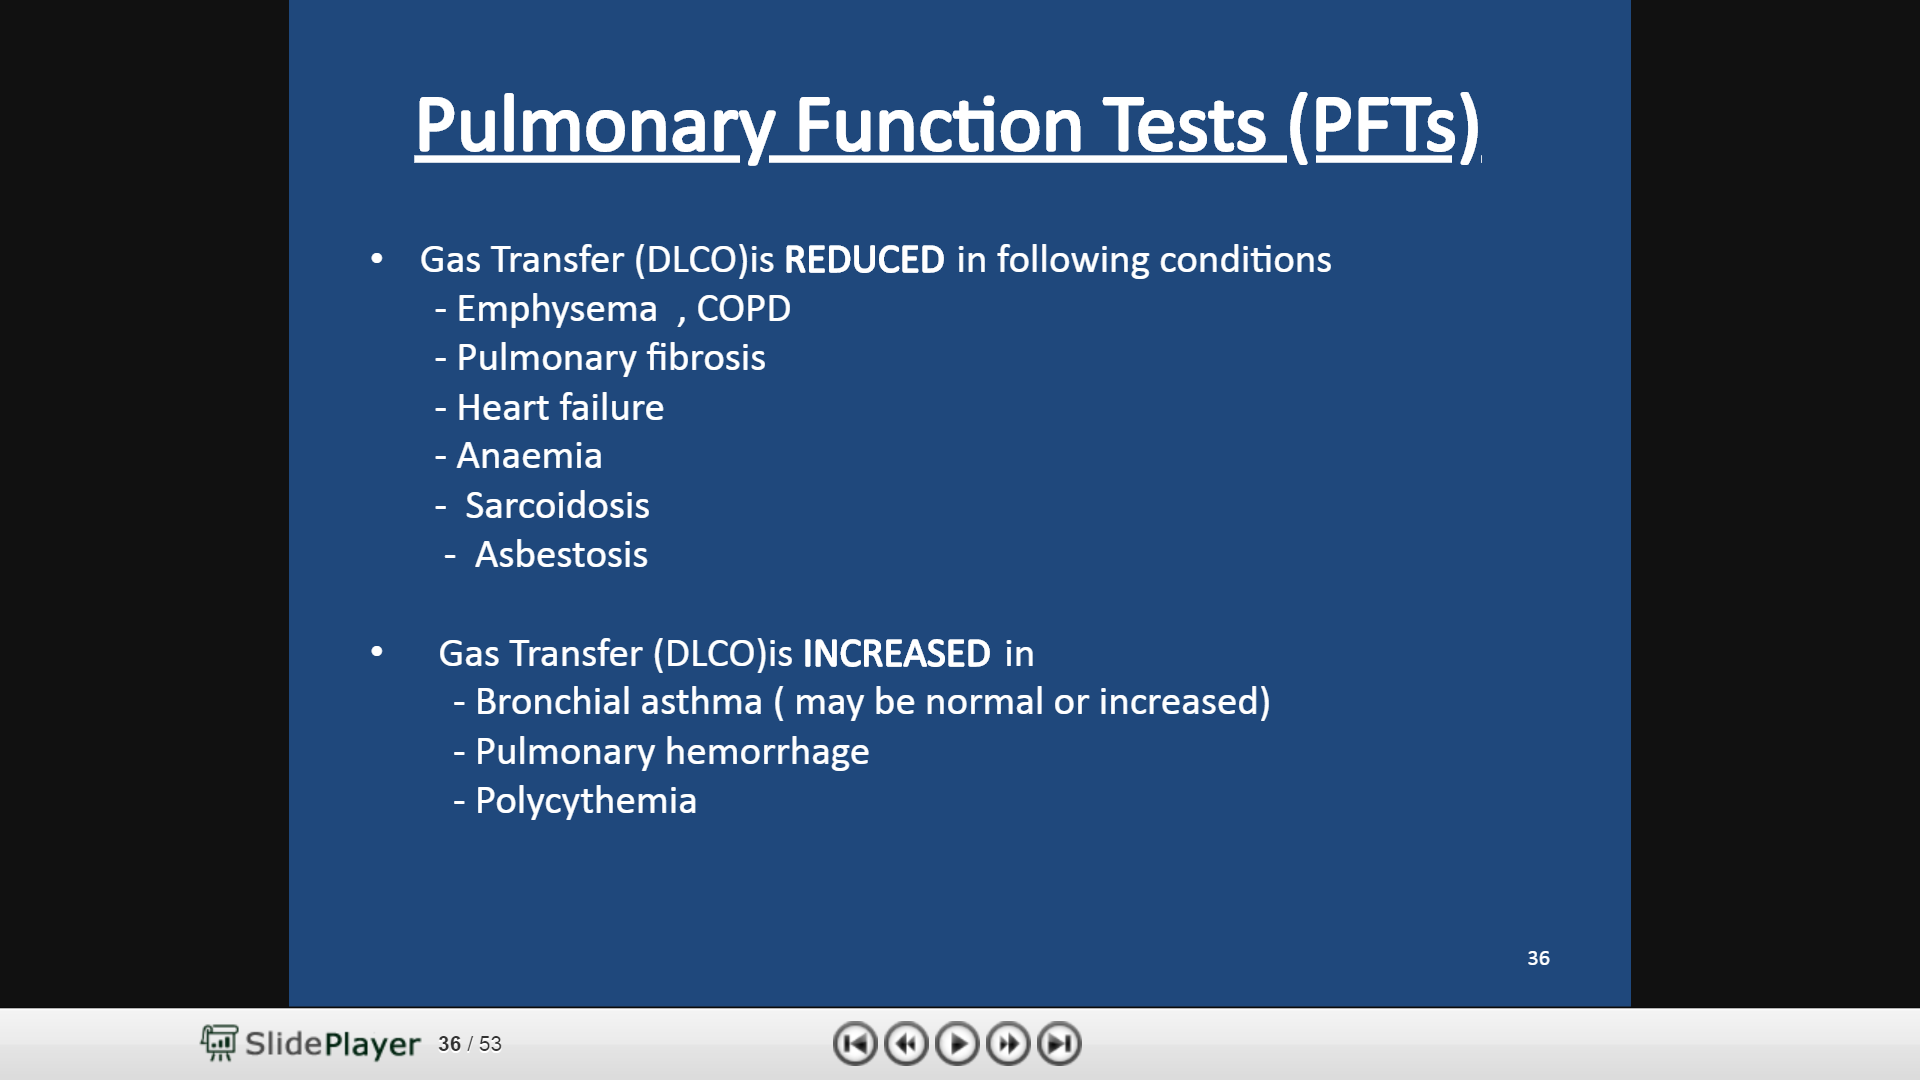 Pulmonary Function Tests (PFTs)
• Gas Transfer (DLCO)is REDUCED in following conditions
- Emphysema , COPD
- Pulmonary fibrosis
- Heart failure
- Anaemia
- Sarcoidosis
- Asbestosis
• Gas Transfer (DLCO)is INCREASED in
- Bronchial asthma ( may be normal or increased)
- Pulmonary hemorrhage
- Polycythemia
36
SlidePlayer 36 / 53